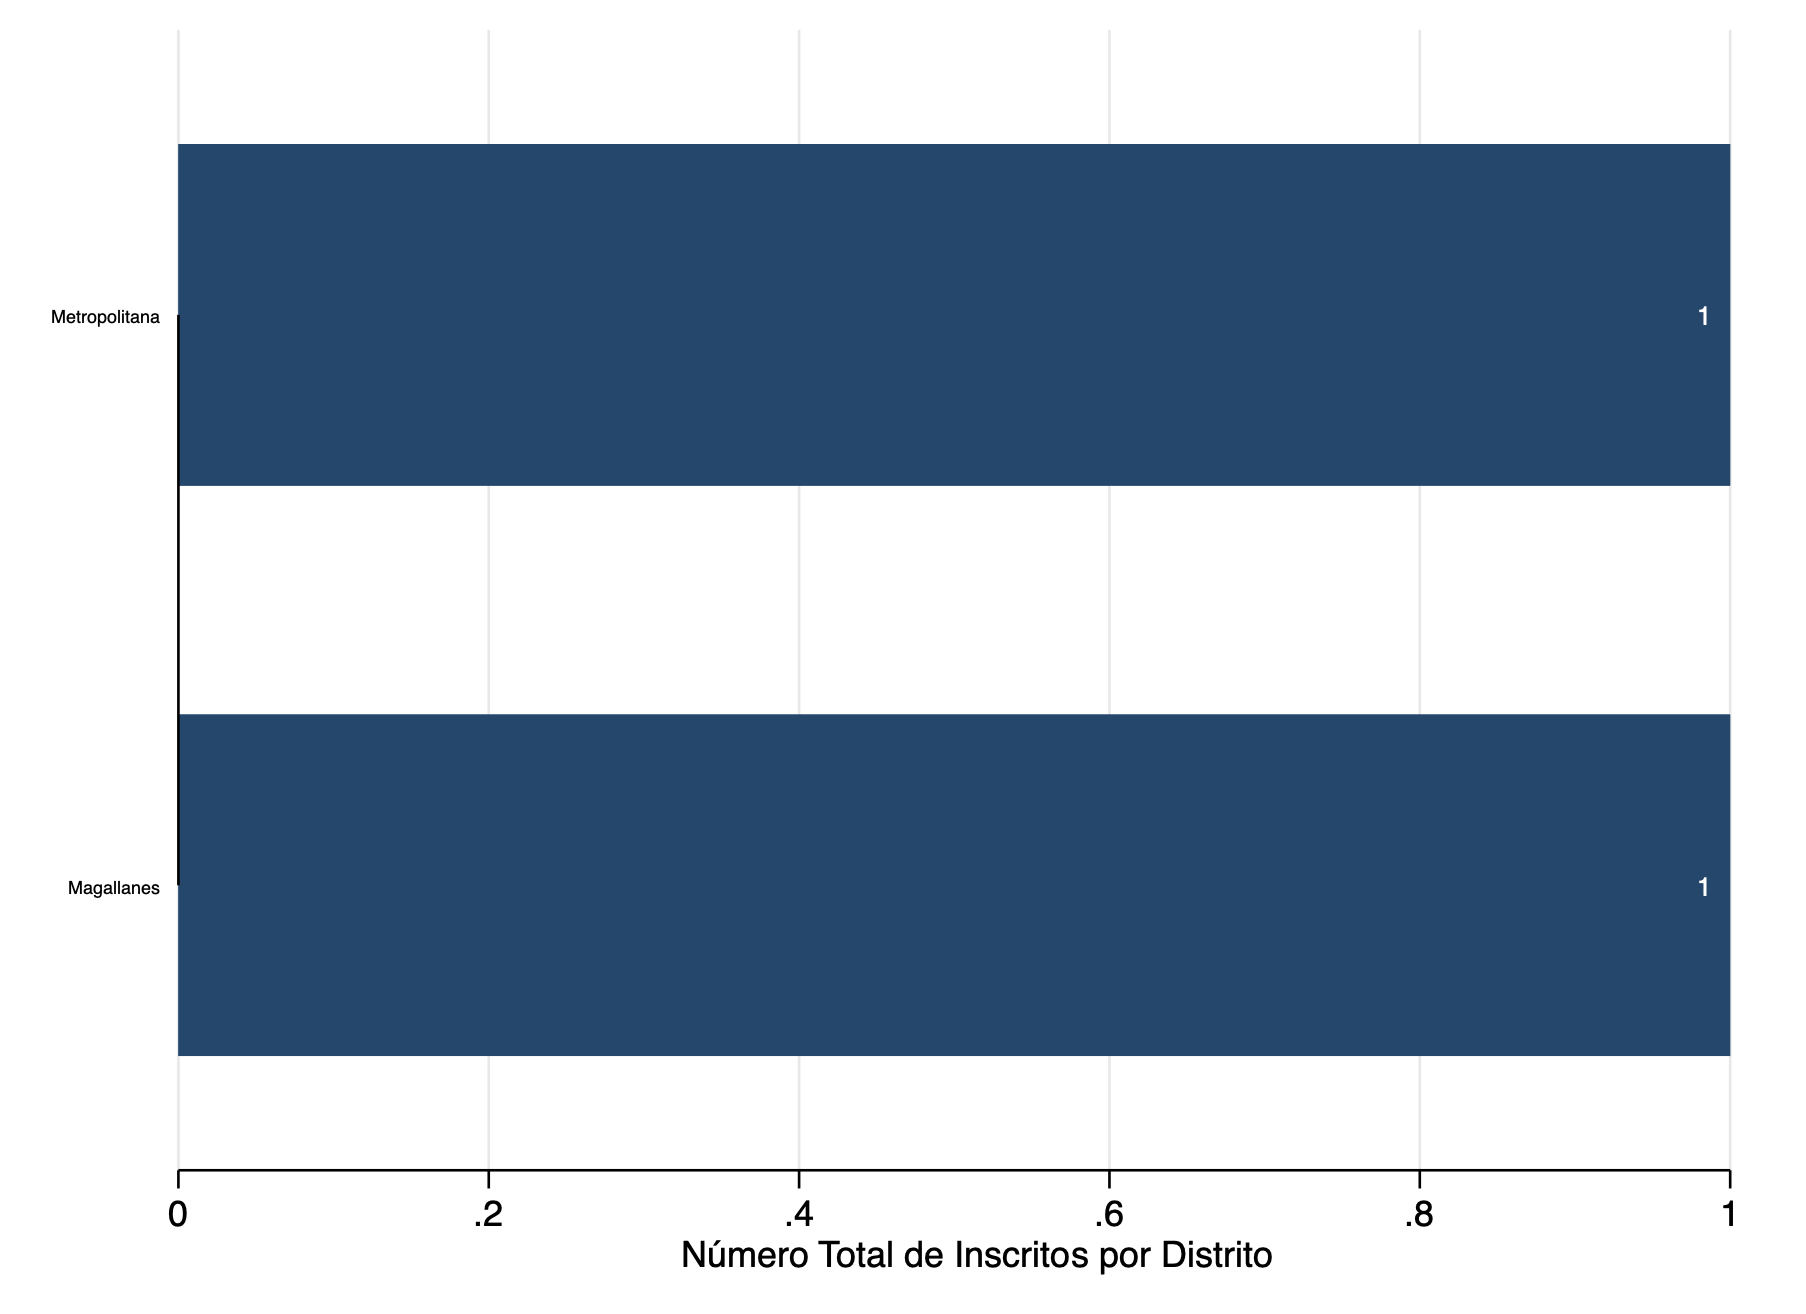 Metropolitana
1
Magallanes
1
0 .2 .4 .6 .8 1
Número Total de Inscritos por Distrito